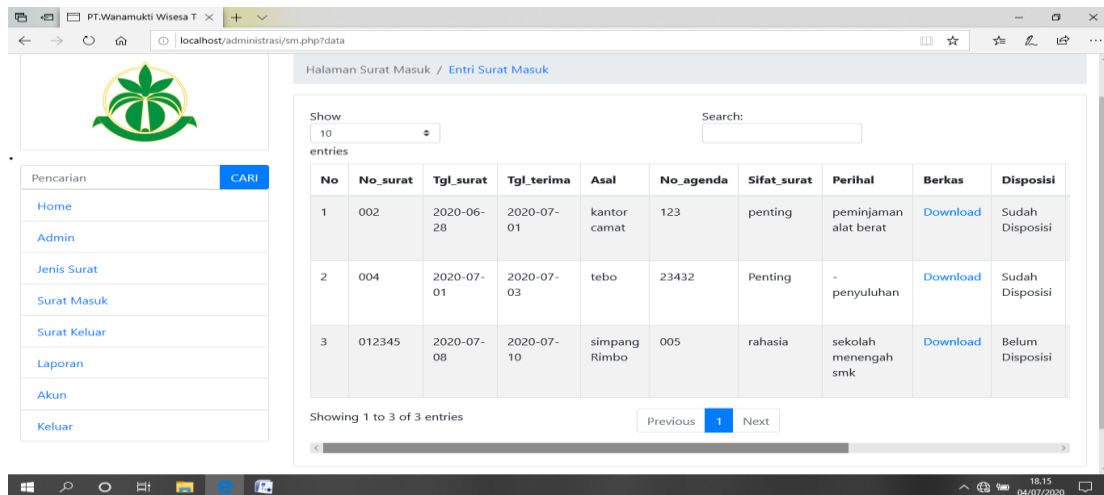 PT.Wanamukti Wisesa T
localhost/administrasi/sm.php?data
Halaman Surat Masuk / Entri Surat Masuk
Pencarian CARI
Home
Admin
Jenis Surat
Surat Masuk
Surat Keluar
Laporan
Akun
Keluar
Show
10
entries
Search:
No No_surat Tgl_surat Tgl_terima Asal No_agenda Sifat_surat Perihal Berkas Disposisi
1 002 2020-06- 2020-07- kantor 123 penting peminjaman Download Sudah
28 01 camat alat berat Disposisi
2 004 2020-07- 2020-07- tebo 23432 Penting - Download Sudah
01 03 penyuluhan Disposisi
3 012345 2020-07- 2020-07- simpang 005 rahasia sekolah Download Belum
08 10 Rimbo menengah Disposisi
smk
Showing 1 to 3 of 3 entries
Previous 1 Next
18.15
04/07/2020